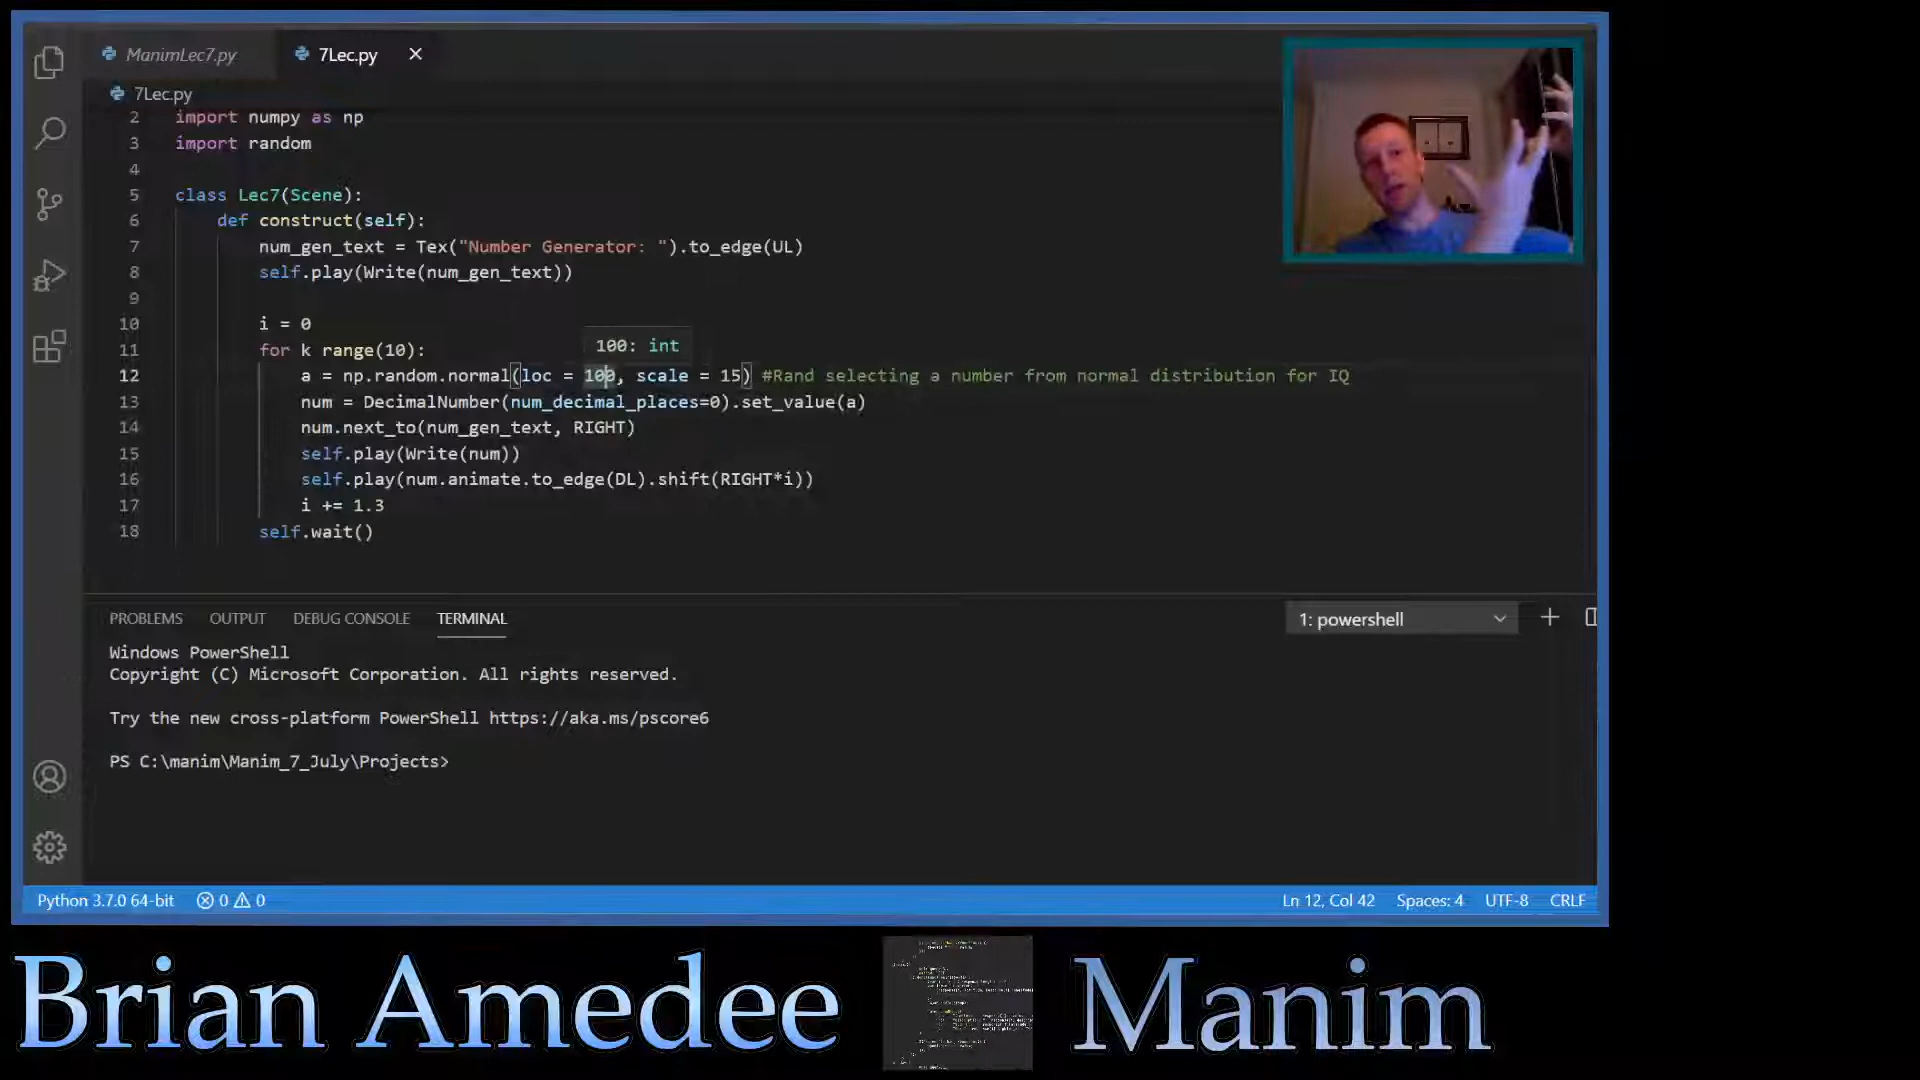 ManimLec7.py
7Lec.py
7Lec.py
2 import numpy as np
3 import random
4
5 class Lec7(Scene):
6 def construct(self):
7 num_gen_text = Tex("Number Generator: ").to_edge(UL)
8 self.play(Write(num_gen_text))
9
10 i = 0
100: int
11 for k range(10):
12 a = np.random.normal(loc = 100, scale = 15) #Rand selecting a number from normal distribution for IQ
13 num = DecimalNumber(num_decimal_places=0).set_value(a)
14 num.next_to(num_gen_text, RIGHT)
15 self.play(Write(num))
16 self.play(num.animate.to_edge(DL).shift(RIGHT*i))
17 i += 1.3
18 self.wait()
PROBLEMS OUTPUT DEBUG CONSOLE TERMINAL 1: powershell
Windows PowerShell
Copyright (C) Microsoft Corporation. All rights reserved.
Try the new cross-platform PowerShell https://aka.ms/pscore6
PS C:\manim\Manim_7_July\Projects>
Python 3.7.0 64-bit 0 0 Ln 12, Col 42 Spaces: 4 UTF-8 CRLF
Brian Amedee Manim